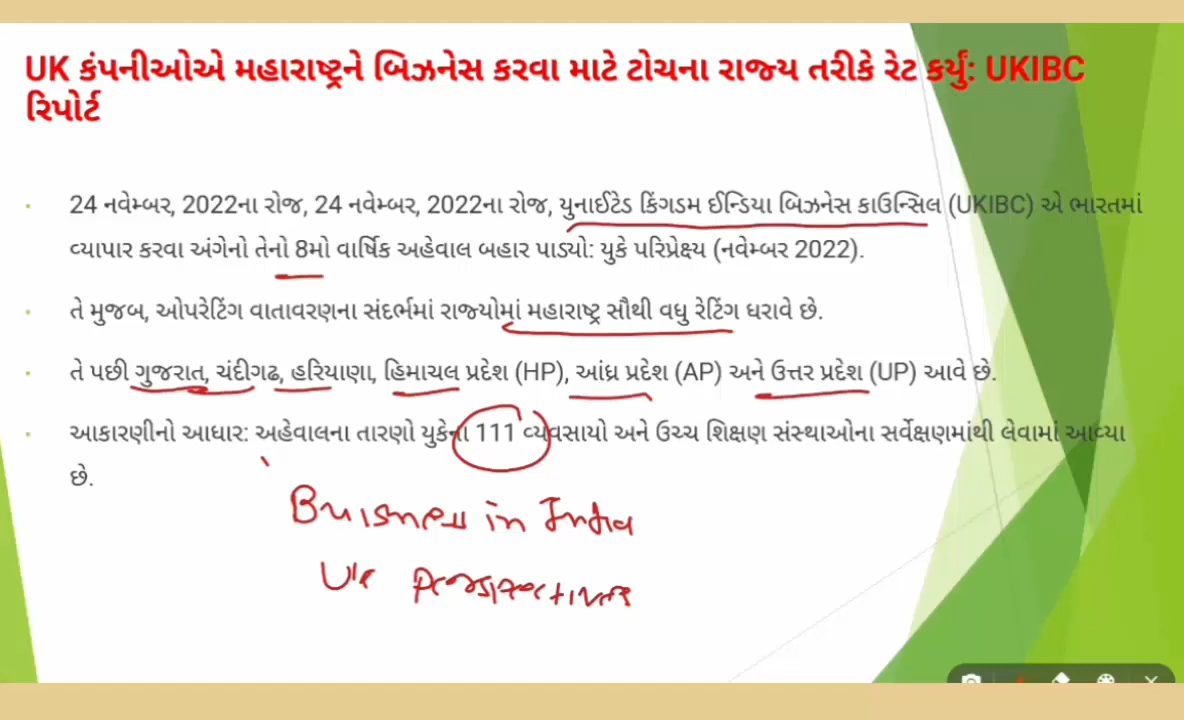 UK કંપનીઓએ મહારાષ્ટ્રને બિઝનેસ કરવા માટે ટોચના રાજ્ય તરીકે રેટ કર્યું: UKIBC
રિપોર્ટ
24 નવેમ્બર, 2022ના રોજ, 24 નવેમ્બર, 2022ના રોજ, યુનાઈટેડ કિંગડમ ઈન્ડિયા બિઝનેસ કાઉન્સિલ (UKIBC) એ ભારતમાં
વ્યાપાર કરવા અંગેનો તેનો 8મો વાર્ષિક અહેવાલ બહાર પાડ્યો: યુકે પરિપ્રેક્ષ્ય (નવેમ્બર 2022).
તે મુજબ, ઓપરેટિંગ વાતાવરણના સંદર્ભમાં રાજ્યોમાં મહારાષ્ટ્ર સૌથી વધુ રેટિંગ ધરાવે છે.
તે પછી ગુજરાત, ચંદીગઢ, હરિયાણા, હિમાચલ પ્રદેશ (HP), આંધ્ર પ્રદેશ (AP) અને ઉત્તર પ્રદેશ (UP) આવે છે.
આકારણીનો આધાર: અહેવાલના તારણો યુકેના 111 વ્યવસાયો અને ઉચ્ચ શિક્ષણ સંસ્થાઓના સર્વેક્ષણમાંથી લેવામાં આવ્યા
છે.
in India
UK